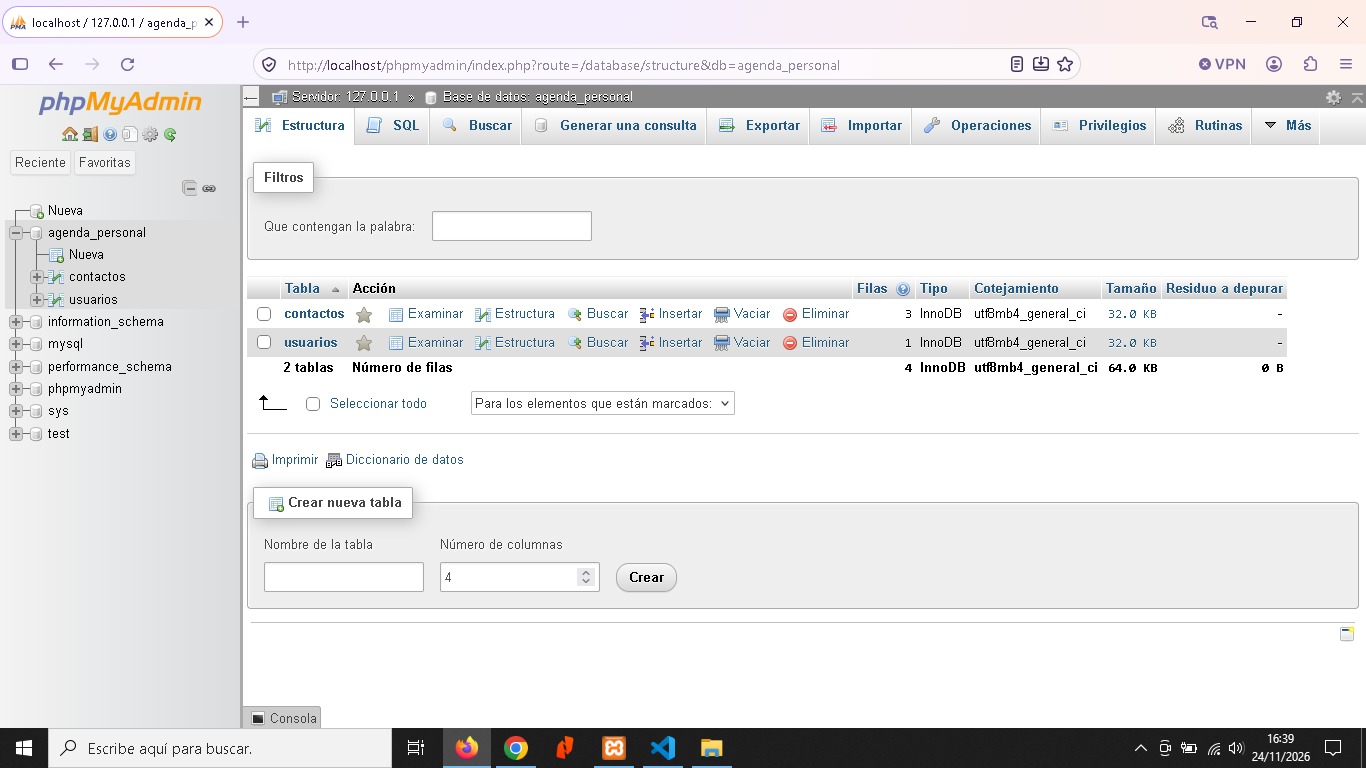 localhost / 127.0.0.1 / agenda_p
http://localhost/phpmyadmin/index.php?route=/database/structure&db=agenda_personal
VPN
phpMyAdmin
Reciente
Favoritas
Nueva
agenda_personal
Nueva
contactos
usuarios
information_schema
mysql
performance_schema
phpmyadmin
sys
test
Servidor: 127.0.0.1 » Base de datos: agenda_personal
Estructura SQL Buscar Generar una consulta Exportar Importar Operaciones Privilegios Rutinas Más
Filtros
Que contengan la palabra:
Tabla Acción Filas Tipo Cotejamiento Tamaño Residuo a depurar
contactos Examinar Estructura Buscar Insertar Vaciar Eliminar 3 InnoDB utf8mb4_general_ci 32.0 KB -
usuarios Examinar Estructura Buscar Insertar Vaciar Eliminar 1 InnoDB utf8mb4_general_ci 32.0 KB -
2 tablas Número de filas 4 InnoDB utf8mb4_general_ci 64.0 KB 0 B
Seleccionar todo Para los elementos que están marcados:
Imprimir Diccionario de datos
Crear nueva tabla
Nombre de la tabla Número de columnas
4 Crear
Consola
Escribe aquí para buscar.
16:39
24/11/2026